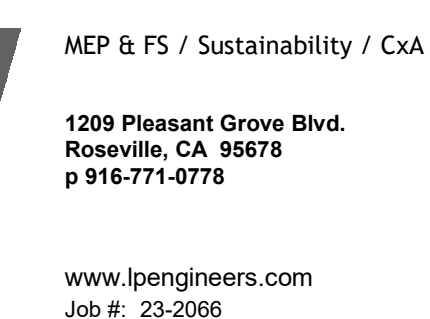 MEP & FS / Sustainability / CxA
1209 Pleasant Grove Blvd.
Roseville, CA  95678
p 916-771-0778
www.lpengineers.com
Job #:  23-2066